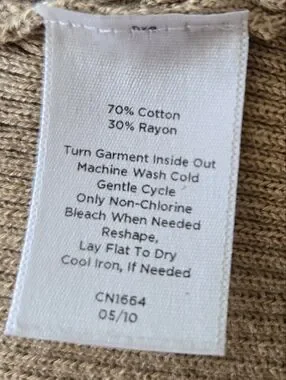 70% Cotton
30% Rayon
Turn Garment Inside Out
Machine Wash Cold
Gentle Cycle
Only Non-Chlorine
Bleach When Needed
Reshape,
Lay Flat To Dry
Cool Iron, If Needed
CN1664
05/10